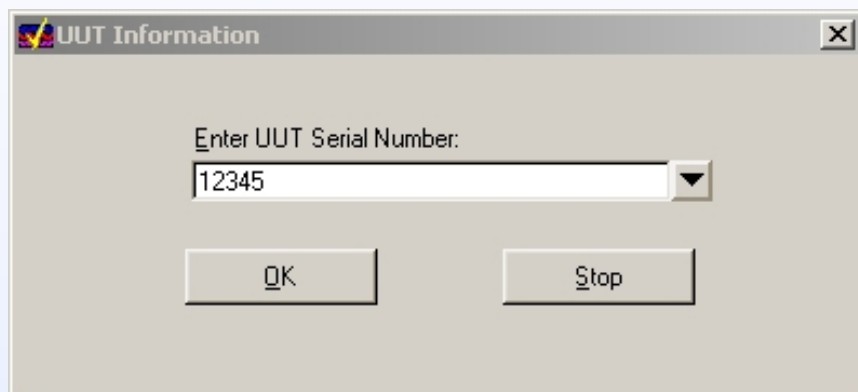 UUT Information
Enter UUT Serial Number:
12345
OK
Stop